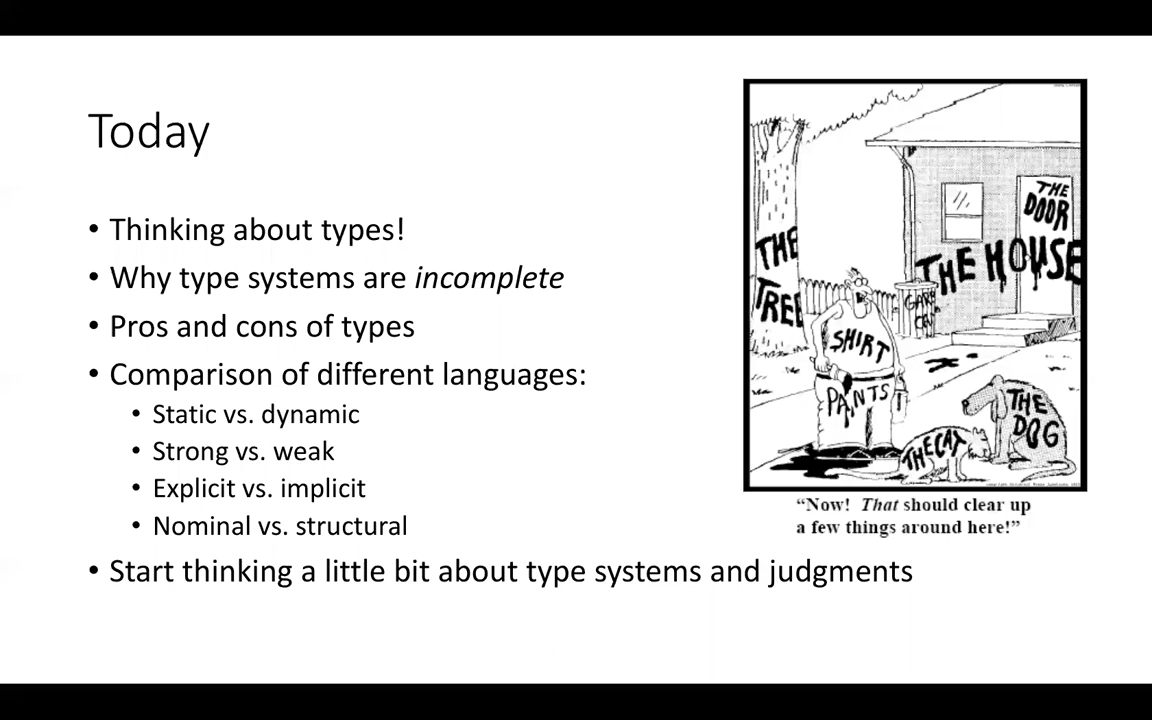 Today
• Thinking about types!
• Why type systems are incomplete
• Pros and cons of types
• Comparison of different languages:
• Static vs. dynamic
• Strong vs. weak
• Explicit vs. implicit
• Nominal vs. structural
• Start thinking a little bit about type systems and judgments
THE
DOOR
THE HOUSE
THE
TREE
SHIRT
PANTS
THE CAT
THE
DOG
“Now! That should clear up
a few things around here!”